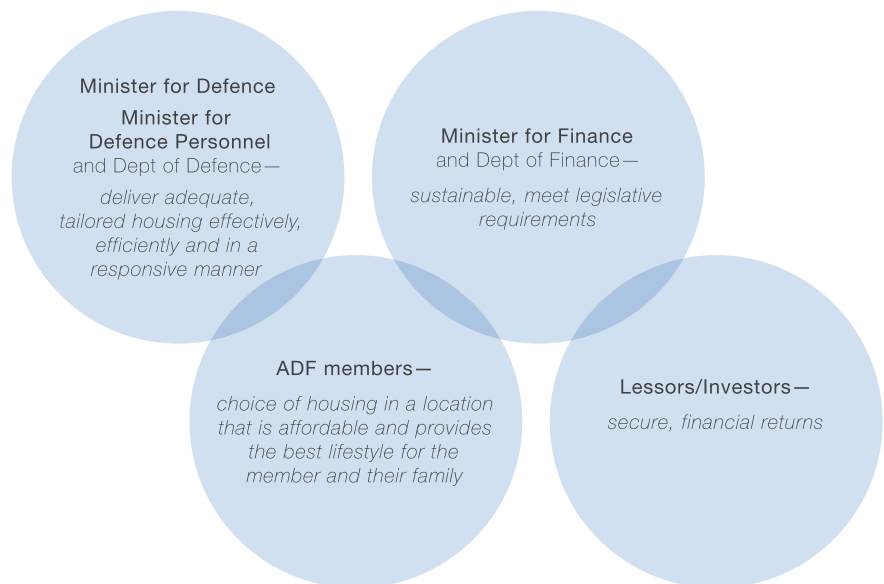 Minister for Defence
Minister for
Defence Personnel
and Dept of Defence—
deliver adequate,
tailored housing effectively,
efficiently and in a
responsive manner
Minister for Finance
and Dept of Finance—
sustainable, meet legislative
requirements
ADF members—
choice of housing in a location
that is affordable and provides
the best lifestyle for the
member and their family
Lessors/Investors—
secure, financial returns